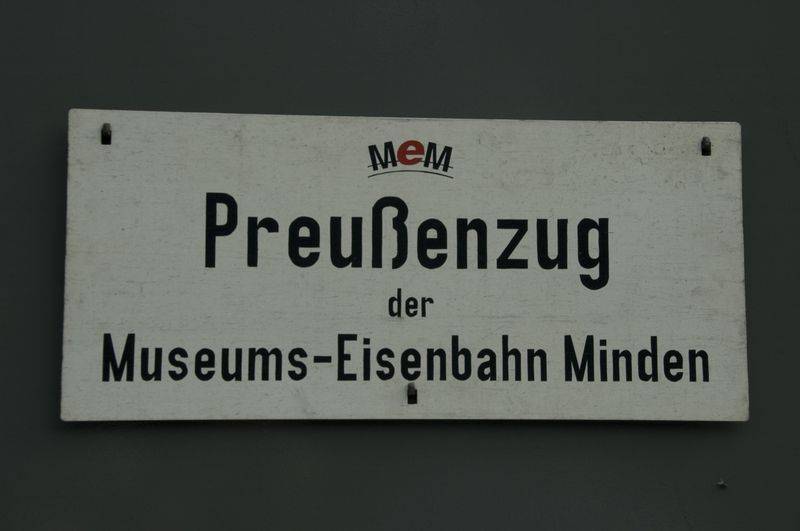 MeM
Preußenzug
der
Museums-Eisenbahn Minden